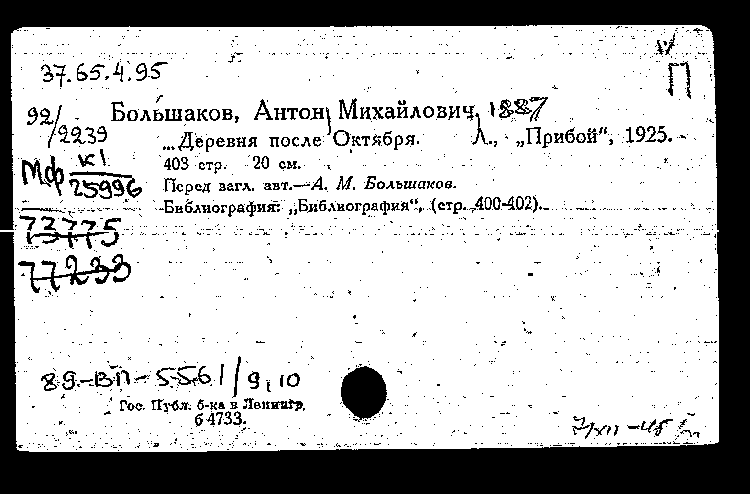 П
37.65.4.95
92/2239
Большаков, Антон Михайлович, 1887
...Деревня после Октября. Л., „Прибой“, 1925.
403 стр. 20 см.
Перед загл. авт.—А. М. Большаков.
Библиография: „Библиография“, (стр. 400-402).
Мф К1/25996
73775
77233
89-ВП-5561/9,10
Гос. Публ. б-ка в Ленингр.
б 4733.